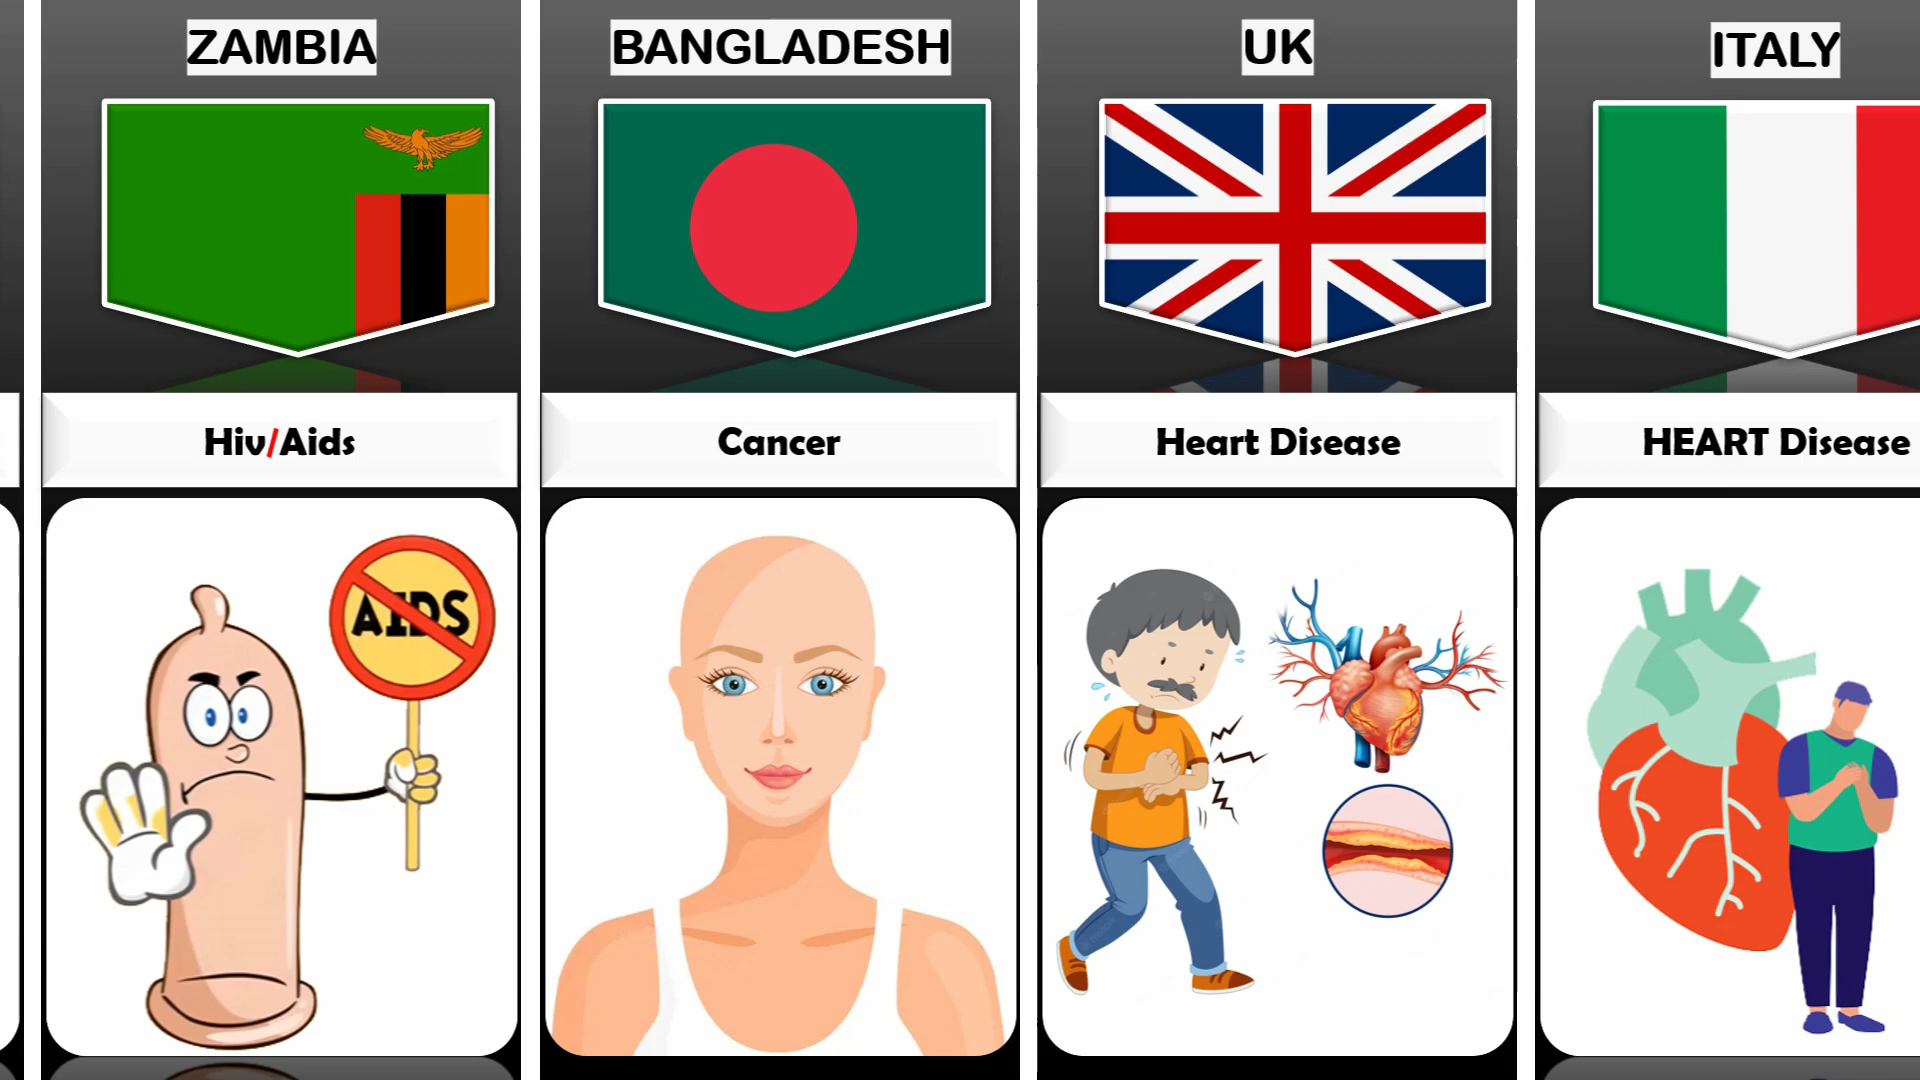 ZAMBIA
BANGLADESH
UK
ITALY
Hiv/Aids
Cancer
Heart Disease
HEART Disease
AIDS